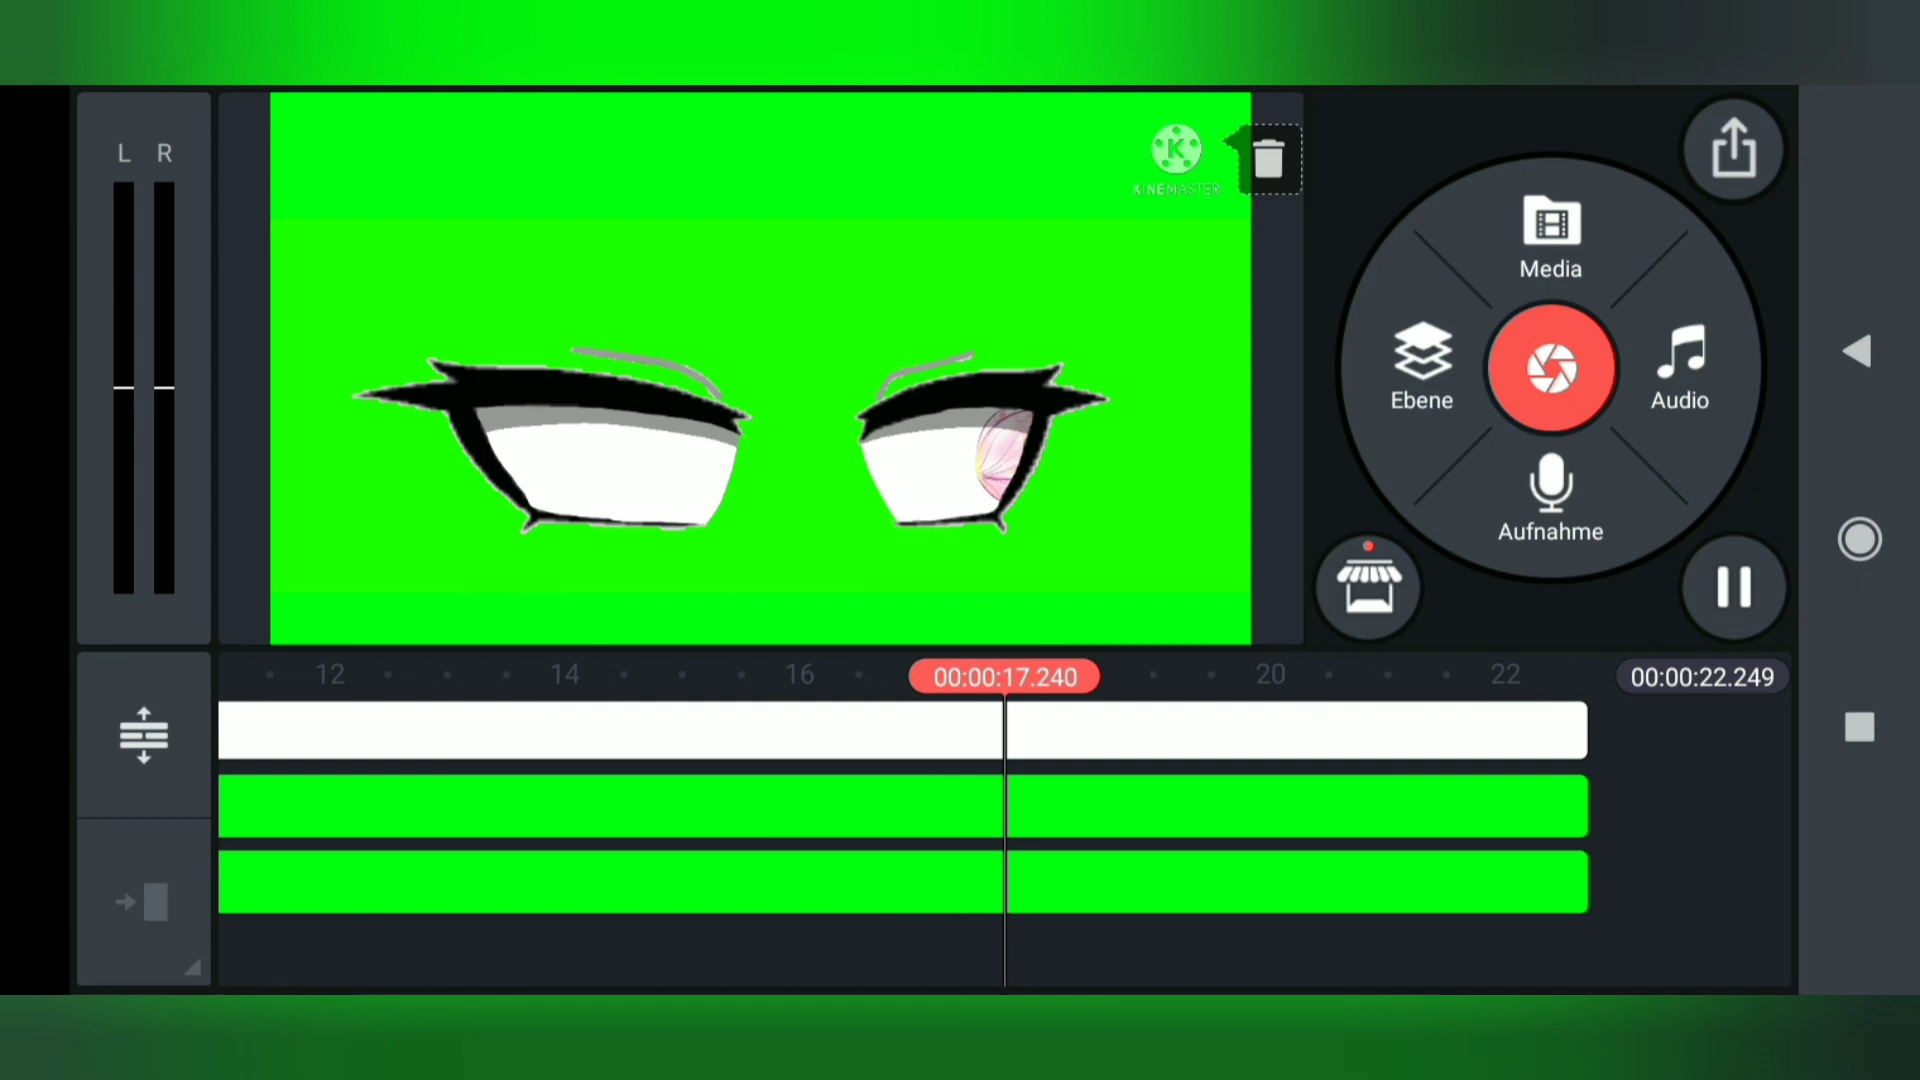 L R
K
KINEMASTER
Media
Ebene
Audio
Aufnahme
12
14
16
00:00:17.240
20
22
00:00:22.249